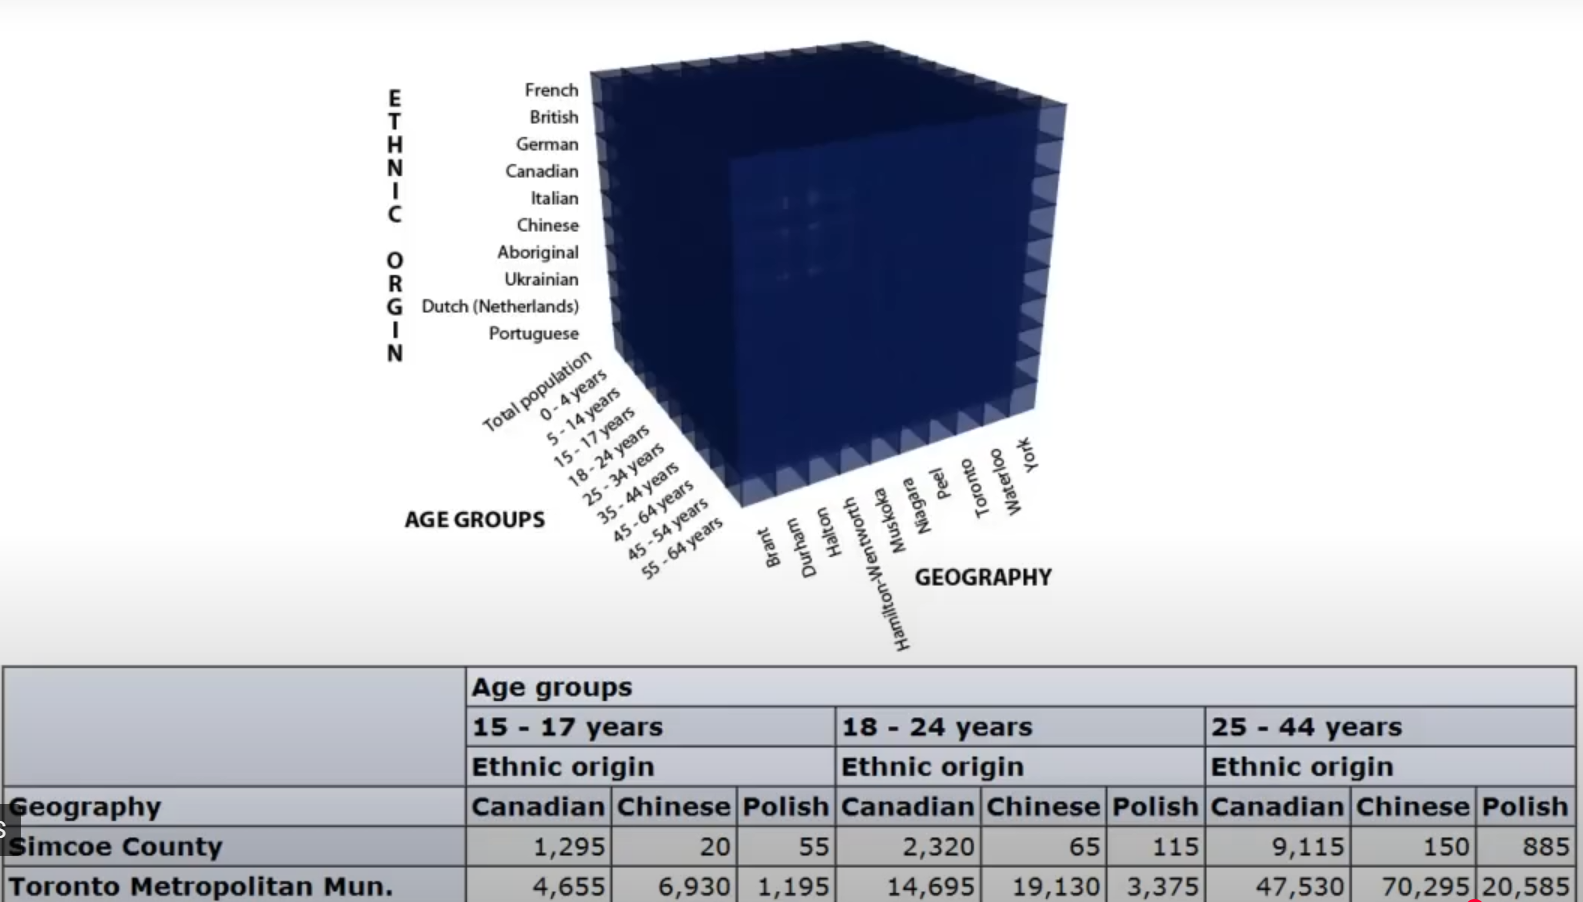 ETHNIC ORIGIN
French
British
German
Canadian
Italian
Chinese
Aboriginal
Ukrainian
Dutch (Netherlands)
Portuguese
Total population
0 - 4 years
5 - 14 years
15 - 17 years
18 - 24 years
25 - 34 years
35 - 44 years
45 - 64 years
45 - 54 years
55 - 64 years
AGE GROUPS
Brant
Durham
Halton
Hamilton-Wentworth
Muskoka
Niagara
Peel
Toronto
Waterloo
York
GEOGRAPHY
Age groups
15 - 17 years 18 - 24 years 25 - 44 years
Ethnic origin Ethnic origin Ethnic origin
Geography Canadian Chinese Polish Canadian Chinese Polish Canadian Chinese Polish
s
Simcoe County 1,295 20 55 2,320 65 115 9,115 150 885
Toronto Metropolitan Mun. 4,655 6,930 1,195 14,695 19,130 3,375 47,530 70,295 20,585